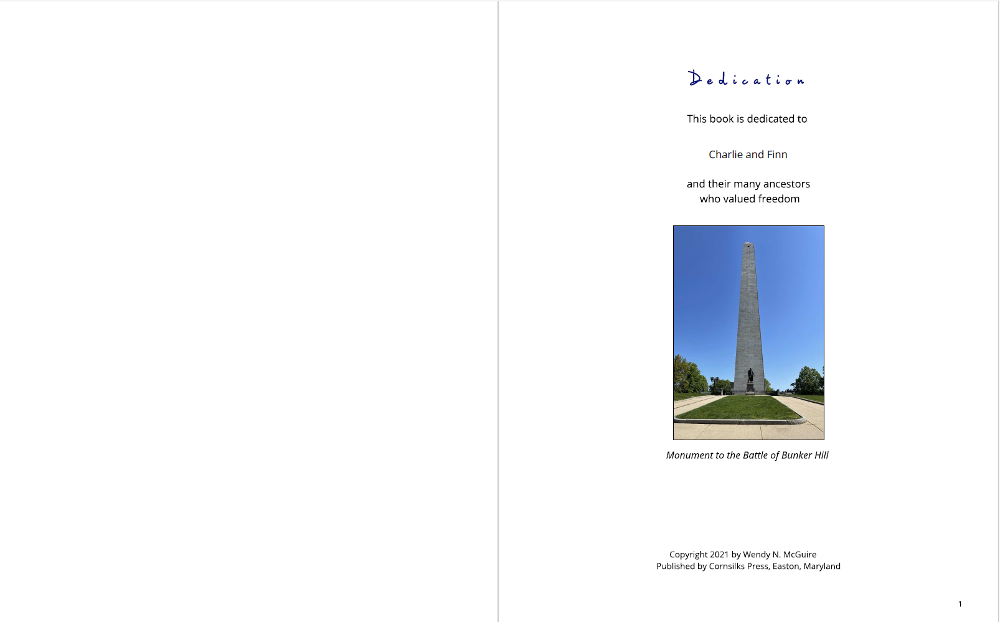 Dedication
This book is dedicated to
Charlie and Finn
and their many ancestors
who valued freedom
Monument to the Battle of Bunker Hill
Copyright 2021 by Wendy N. McGuire
Published by Cornsilks Press, Easton, Maryland
1